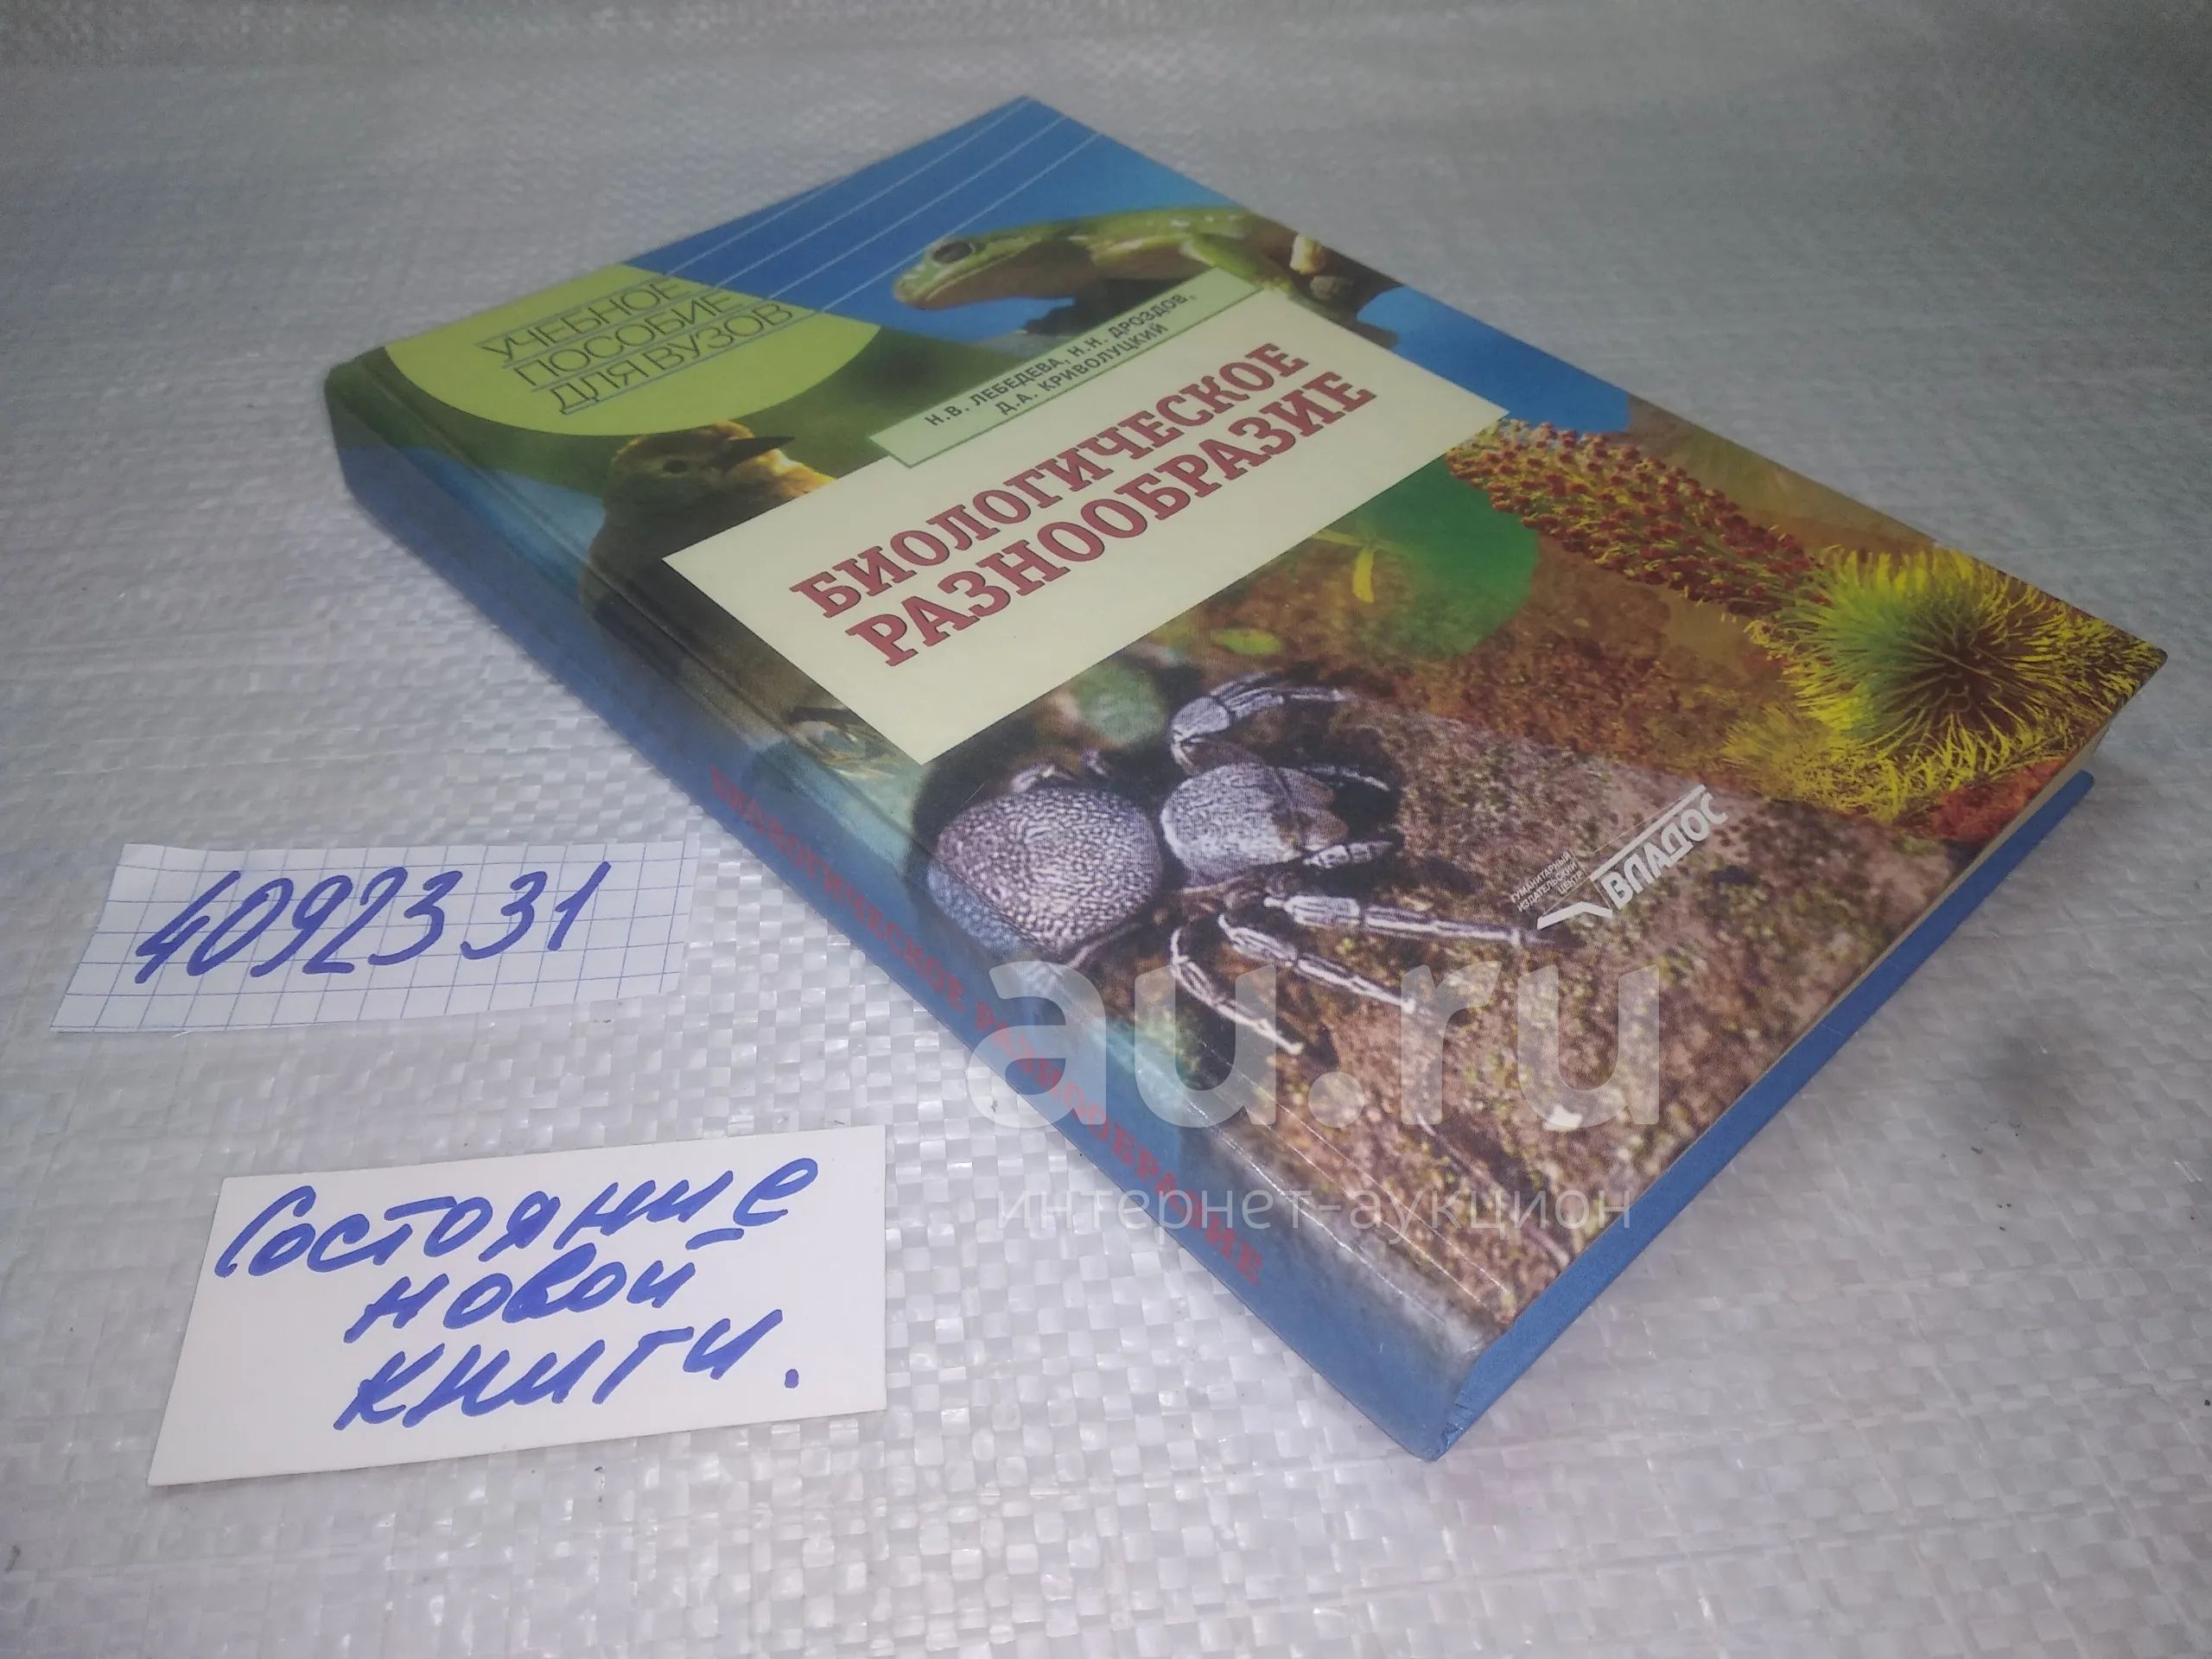 УЧЕБНОЕ
ПОСОБИЕ
ДЛЯ ВУЗОВ
Н.В. ЛЕБЕДЕВА, Н.Н. ДРОЗДОВ,
Д.А. КРИВОЛУЦКИЙ
БИОЛОГИЧЕСКОЕ
РАЗНООБРАЗИЕ
ГУМАНИТАРНЫЙ
ИЗДАТЕЛЬСКИЙ
ЦЕНТР
ВЛАДОС
БИОЛОГИЧЕСКОЕ РАЗНООБРАЗИЕ
4092331
Состояние
новой
книги.
au.ru
интернет-аукцион